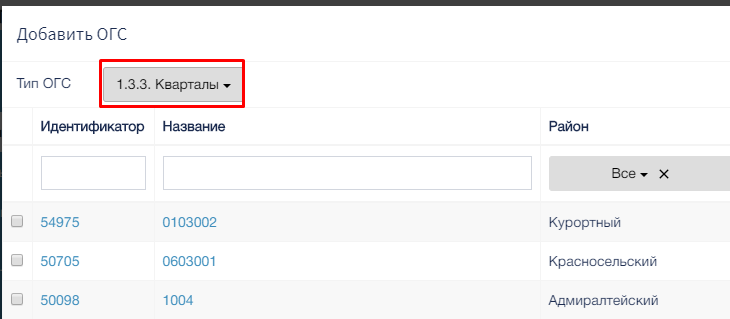 Добавить ОГС
Тип ОГС 1.3.3. Кварталы
Идентификатор Название Район
Все ×
54975 0103002 Курортный
50705 0603001 Красносельский
50098 1004 Адмиралтейский